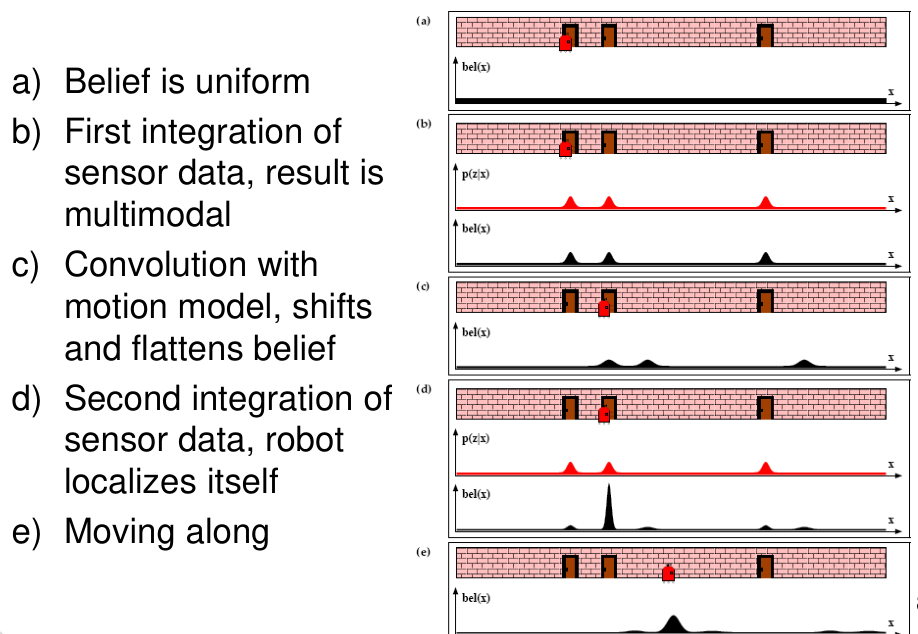 a) Belief is uniform
b) First integration of
sensor data, result is
multimodal
c) Convolution with
motion model, shifts
and flattens belief
d) Second integration of
sensor data, robot
localizes itself
e) Moving along
(a)
bel(x)
x
(b)
p(z|x)
x
bel(x)
x
(c)
bel(x)
x
(d)
p(z|x)
x
bel(x)
x
(e)
bel(x)
x